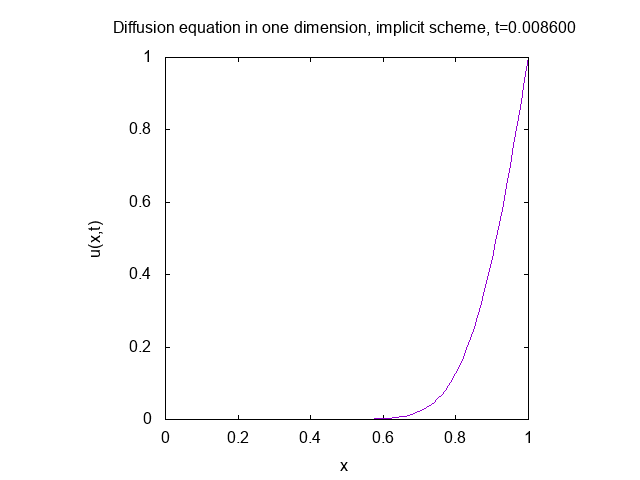 Diffusion equation in one dimension, implicit scheme, t=0.008600
1
0.8
0.6
0.4
0.2
0
u(x,t)
0 0.2 0.4 0.6 0.8 1
x